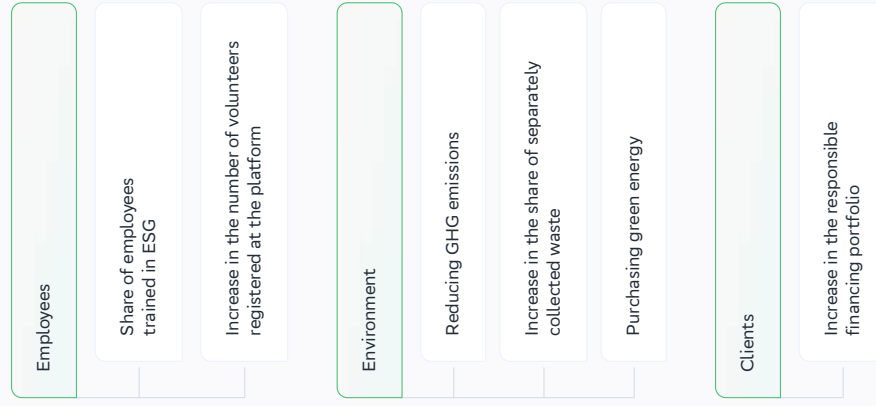 Employees
Share of employees
trained in ESG
Increase in the number of volunteers
registered at the platform
Environment
Reducing GHG emissions
Increase in the share of separately
collected waste
Purchasing green energy
Clients
Increase in the responsible
financing portfolio